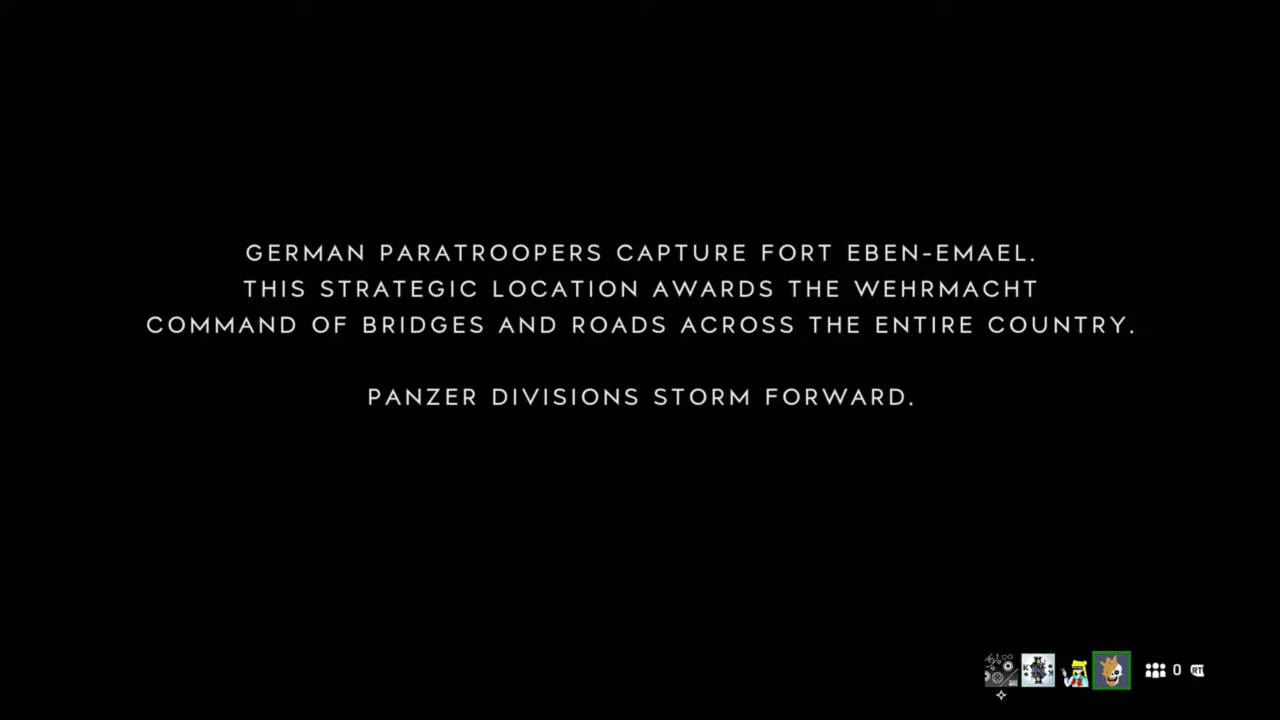 GERMAN PARATROOPERS CAPTURE FORT EBEN-EMAEL.
THIS STRATEGIC LOCATION AWARDS THE WEHRMACHT
COMMAND OF BRIDGES AND ROADS ACROSS THE ENTIRE COUNTRY.
PANZER DIVISIONS STORM FORWARD.
0 RT